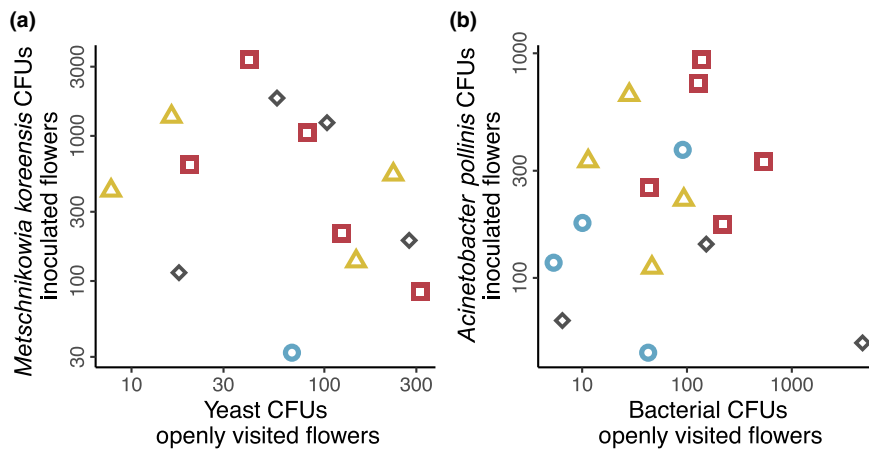 (a)
Metschnikowia koreensis CFUs
inoculated flowers
3000
1000
300
100
30
10
30
100
300
Yeast CFUs
openly visited flowers
(b)
Acinetobacter pollinis CFUs
inoculated flowers
1000
300
100
10
100
1000
Bacterial CFUs
openly visited flowers